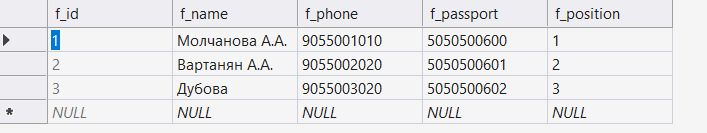 f_id f_name f_phone f_passport f_position
1 Молчанова А.А. 9055001010 5050500600 1
2 Вартанян А.А. 9055002020 5050500601 2
3 Дубова 9055003020 5050500602 3
* NULL NULL NULL NULL NULL